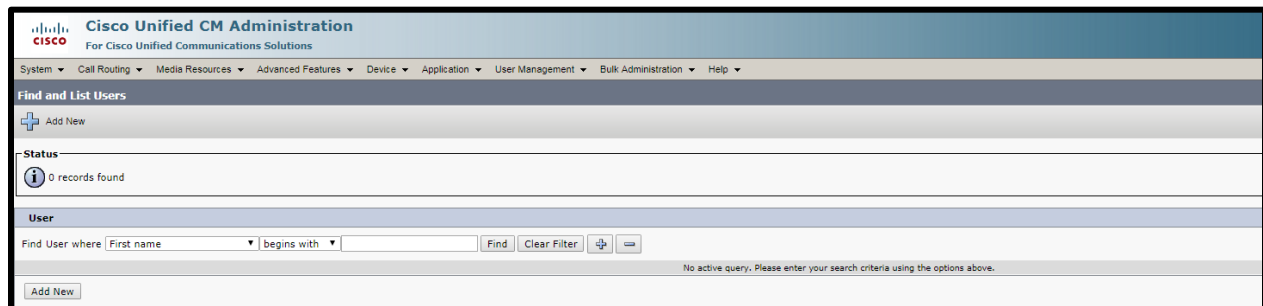 CISCO
Cisco Unified CM Administration
For Cisco Unified Communications Solutions
System Call Routing Media Resources Advanced Features Device Application User Management Bulk Administration Help
Find and List Users
Add New
Status
0 records found
User
Find User where First name begins with Find Clear Filter
No active query. Please enter your search criteria using the options above.
Add New